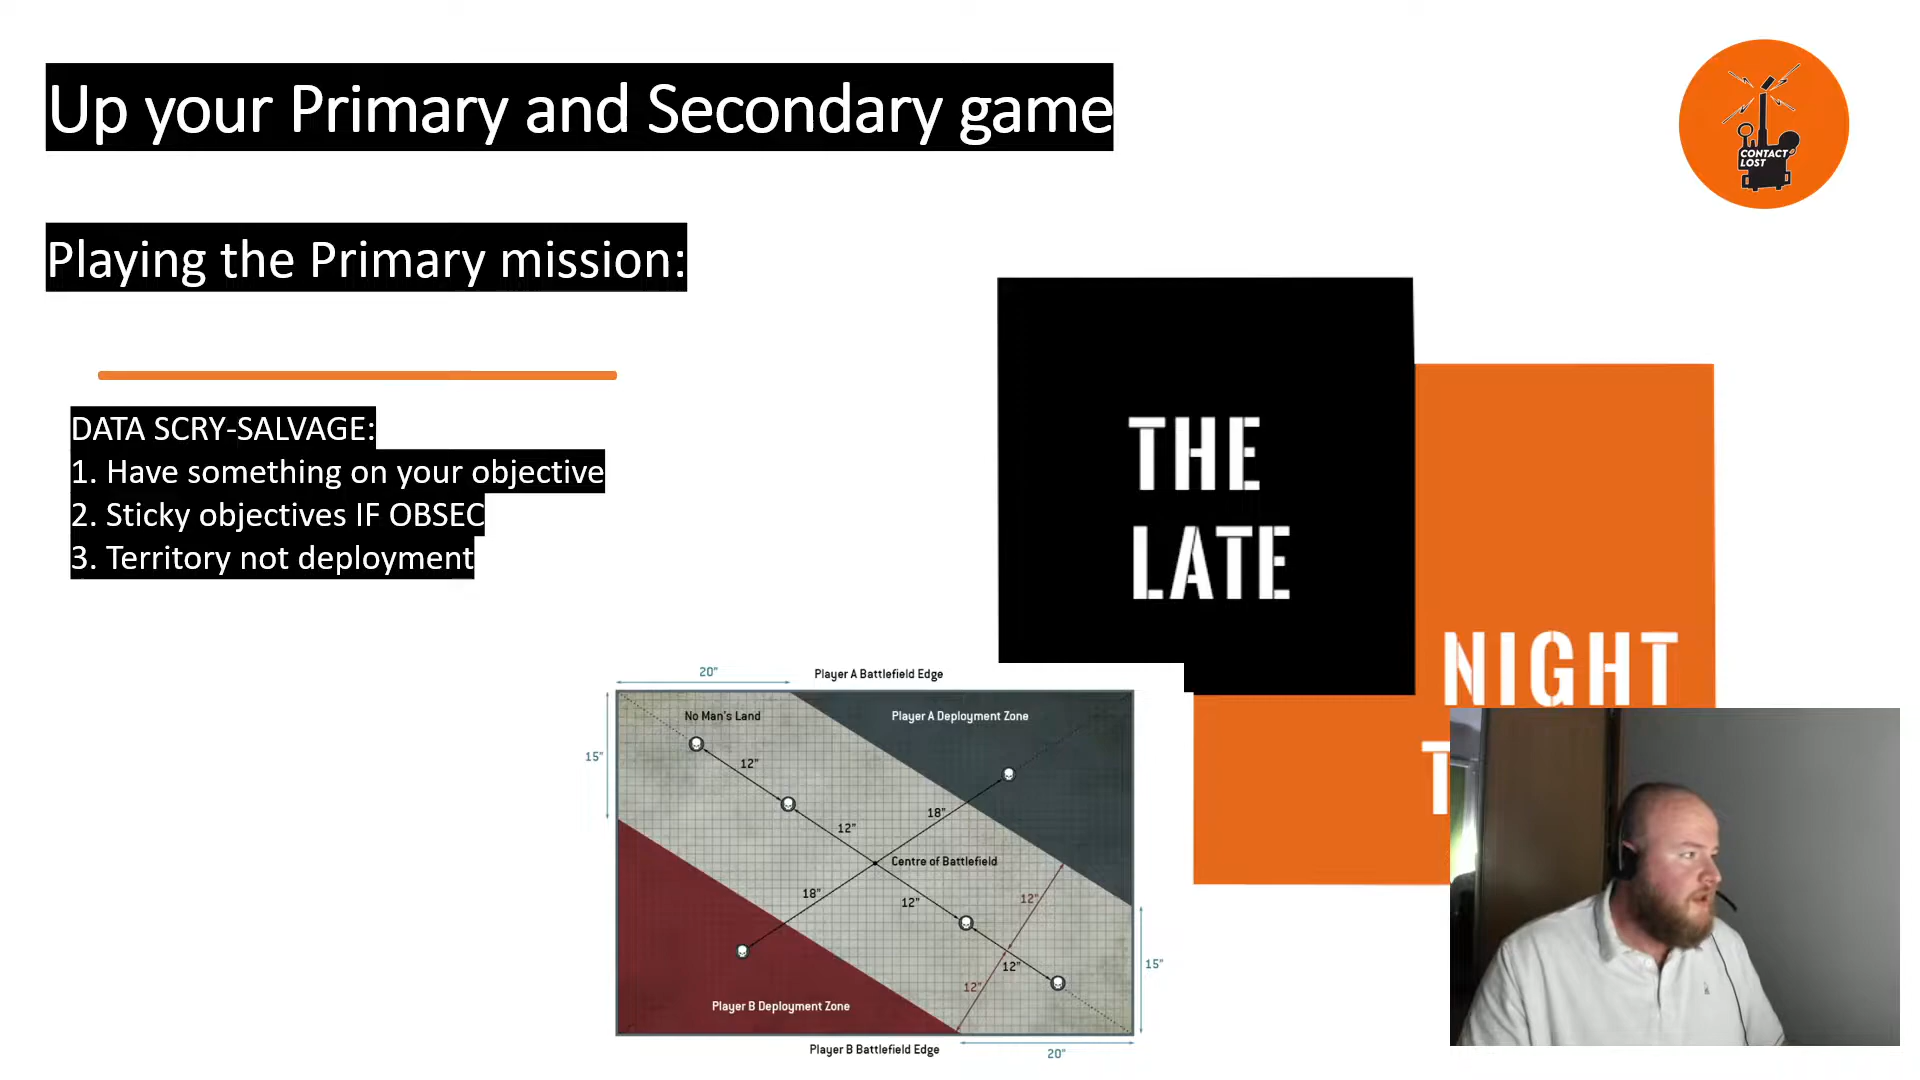 Up your Primary and Secondary game
CONTACT
LOST
Playing the Primary mission:
DATA SCRY-SALVAGE:
1. Have something on your objective
2. Sticky objectives IF OBSEC
3. Territory not deployment
THE
LATE
NIGHT
T
20"
Player A Battlefield Edge
No Man's Land
Player A Deployment Zone
15"
12"
18"
12"
Centre of Battlefield
18"
12"
12"
12"
12"
15"
Player B Deployment Zone
Player B Battlefield Edge
20"